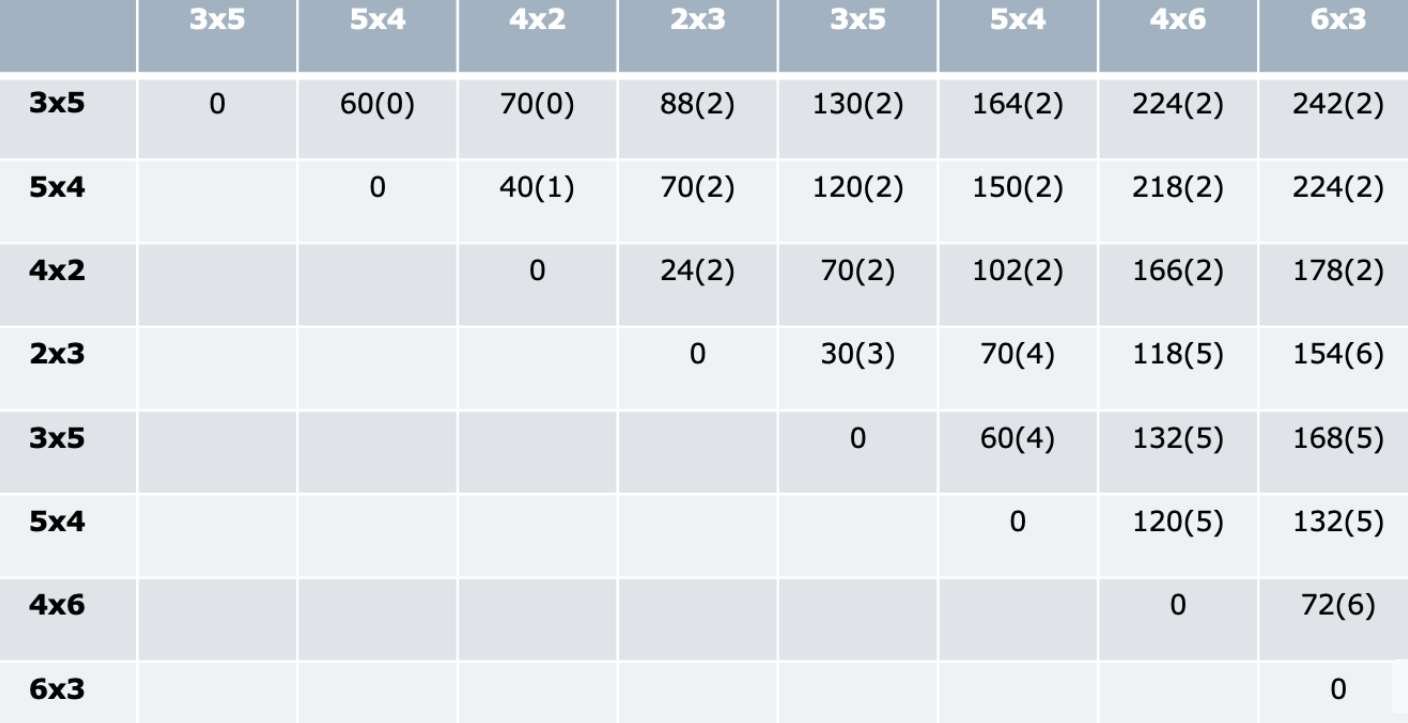 3x5 5x4 4x2 2x3 3x5 5x4 4x6 6x3
3x5 0 60(0) 70(0) 88(2) 130(2) 164(2) 224(2) 242(2)
5x4 0 40(1) 70(2) 120(2) 150(2) 218(2) 224(2)
4x2 0 24(2) 70(2) 102(2) 166(2) 178(2)
2x3 0 30(3) 70(4) 118(5) 154(6)
3x5 0 60(4) 132(5) 168(5)
5x4 0 120(5) 132(5)
4x6 0 72(6)
6x3 0